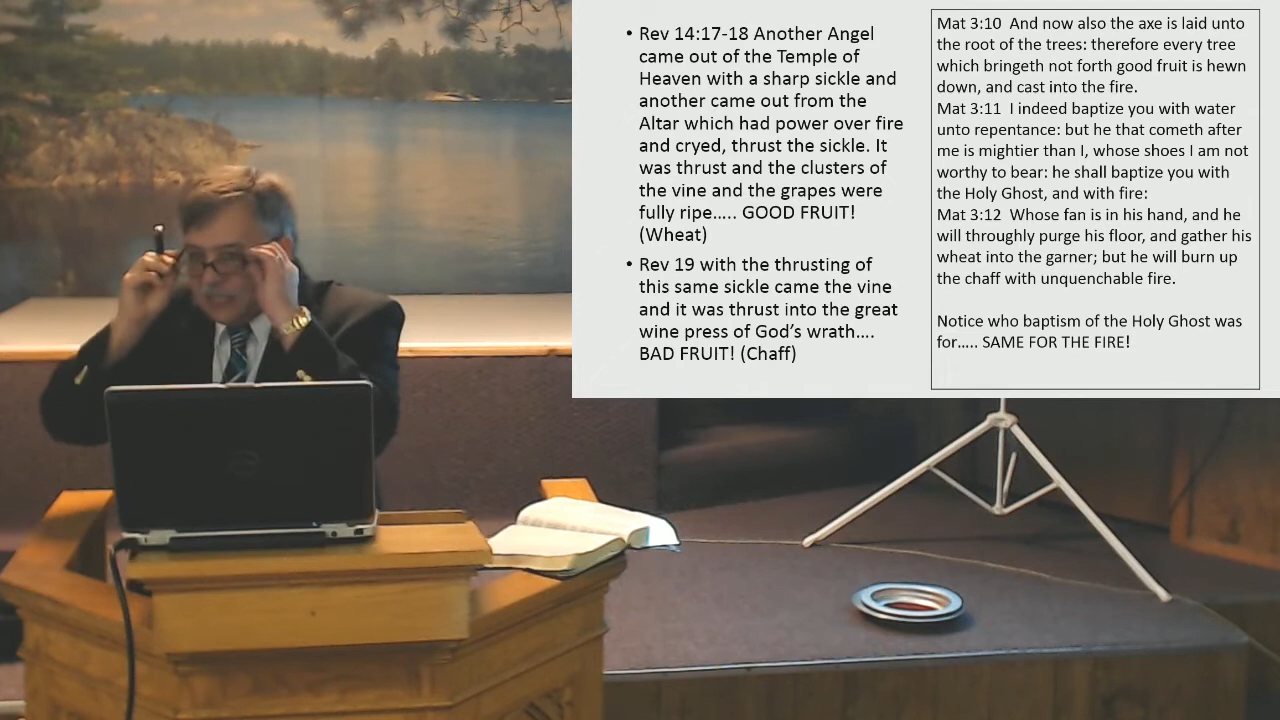 • Rev 14:17-18 Another Angel
came out of the Temple of
Heaven with a sharp sickle and
another came out from the
Altar which had power over fire
and cryed, thrust the sickle. It
was thrust and the clusters of
the vine and the grapes were
fully ripe….. GOOD FRUIT!
(Wheat)
• Rev 19 with the thrusting of
this same sickle came the vine
and it was thrust into the great
wine press of God’s wrath….
BAD FRUIT! (Chaff)
Mat 3:10 And now also the axe is laid unto
the root of the trees: therefore every tree
which bringeth not forth good fruit is hewn
down, and cast into the fire.
Mat 3:11 I indeed baptize you with water
unto repentance: but he that cometh after
me is mightier than I, whose shoes I am not
worthy to bear: he shall baptize you with
the Holy Ghost, and with fire:
Mat 3:12 Whose fan is in his hand, and he
will throughly purge his floor, and gather his
wheat into the garner; but he will burn up
the chaff with unquenchable fire.
Notice who baptism of the Holy Ghost was
for….. SAME FOR THE FIRE!